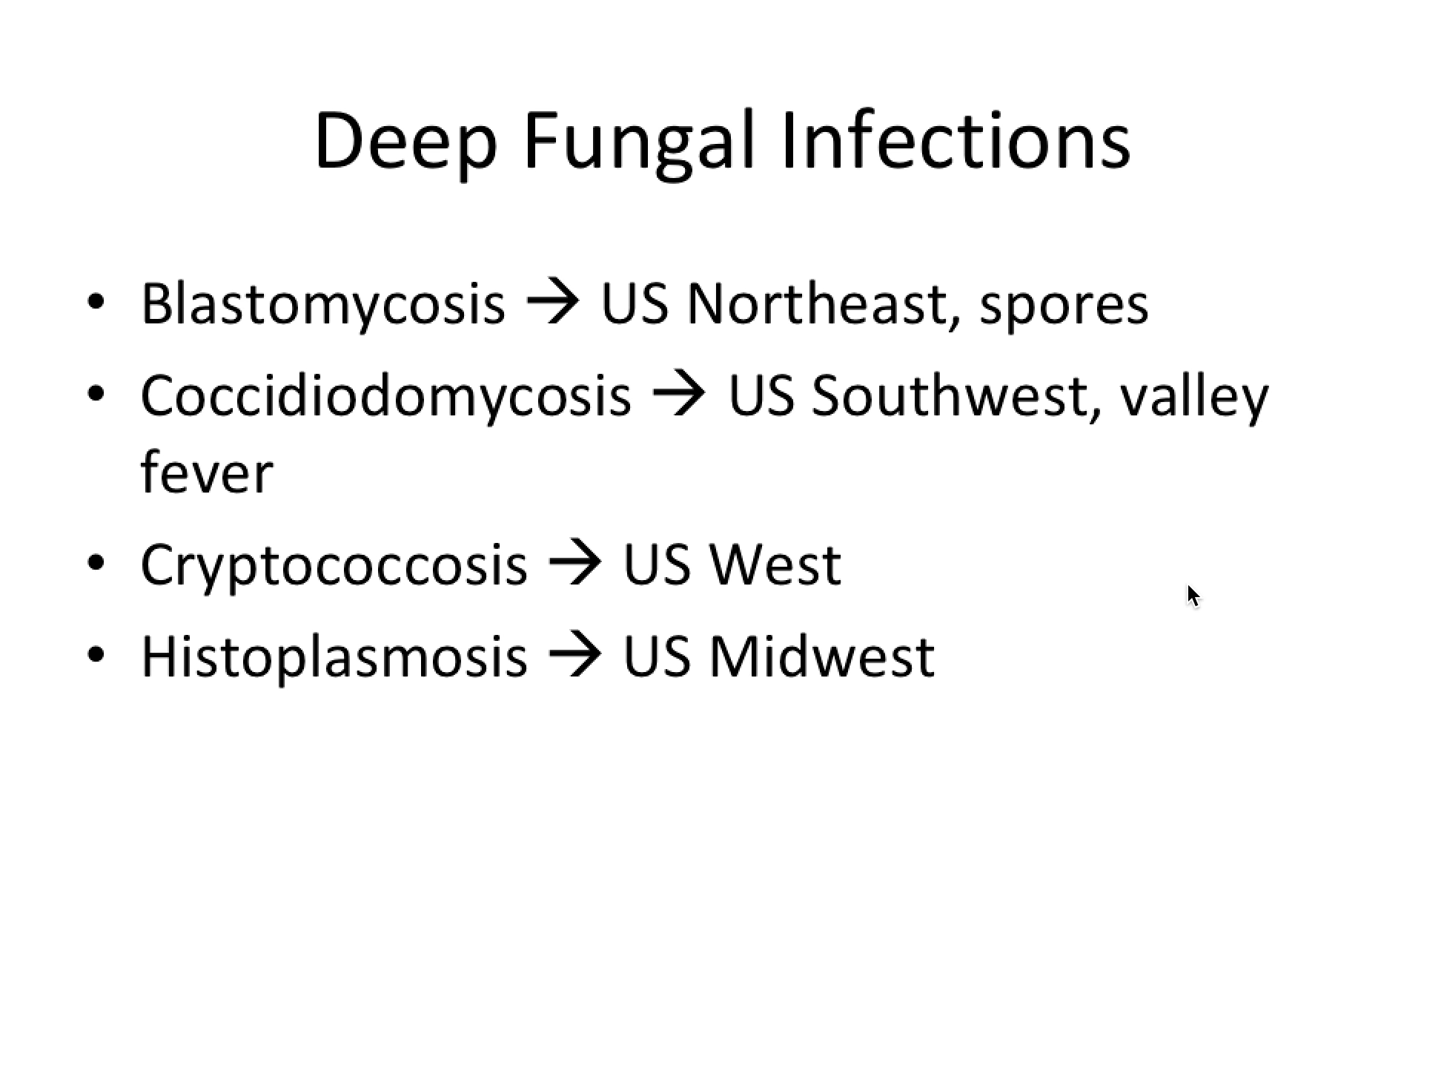 Deep Fungal Infections
• Blastomycosis → US Northeast, spores
• Coccidiodomycosis → US Southwest, valley
fever
• Cryptococcosis → US West
• Histoplasmosis → US Midwest